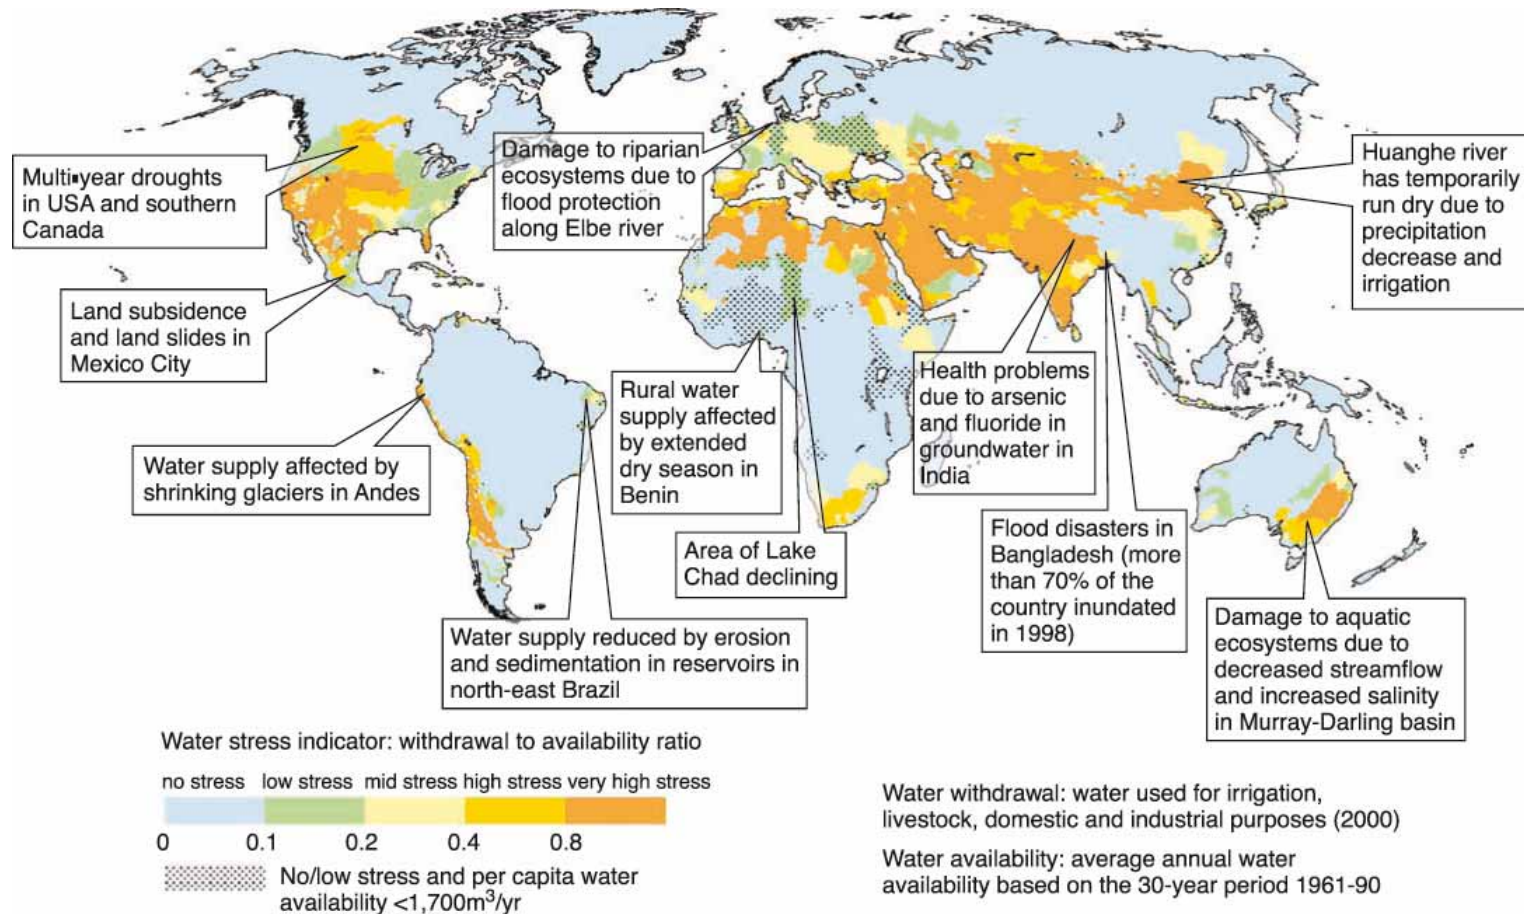 Multi-year droughts
in USA and southern
Canada
Damage to riparian
ecosystems due to
flood protection
along Elbe river
Huanghe river
has temporarily
run dry due to
precipitation
decrease and
irrigation
Land subsidence
and land slides in
Mexico City
Water supply affected by
shrinking glaciers in Andes
Rural water
supply affected
by extended
dry season in
Benin
Health problems
due to arsenic
and fluoride in
groundwater in
India
Area of Lake
Chad declining
Flood disasters in
Bangladesh (more
than 70% of the
country inundated
in 1998)
Water supply reduced by erosion
and sedimentation in reservoirs in
north-east Brazil
Damage to aquatic
ecosystems due to
decreased streamflow
and increased salinity
in Murray-Darling basin
Water stress indicator: withdrawal to availability ratio
no stress low stress mid stress high stress very high stress
0 0.1 0.2 0.4 0.8
No/low stress and per capita water
availability <1,700m³/yr
Water withdrawal: water used for irrigation,
livestock, domestic and industrial purposes (2000)
Water availability: average annual water
availability based on the 30-year period 1961-90